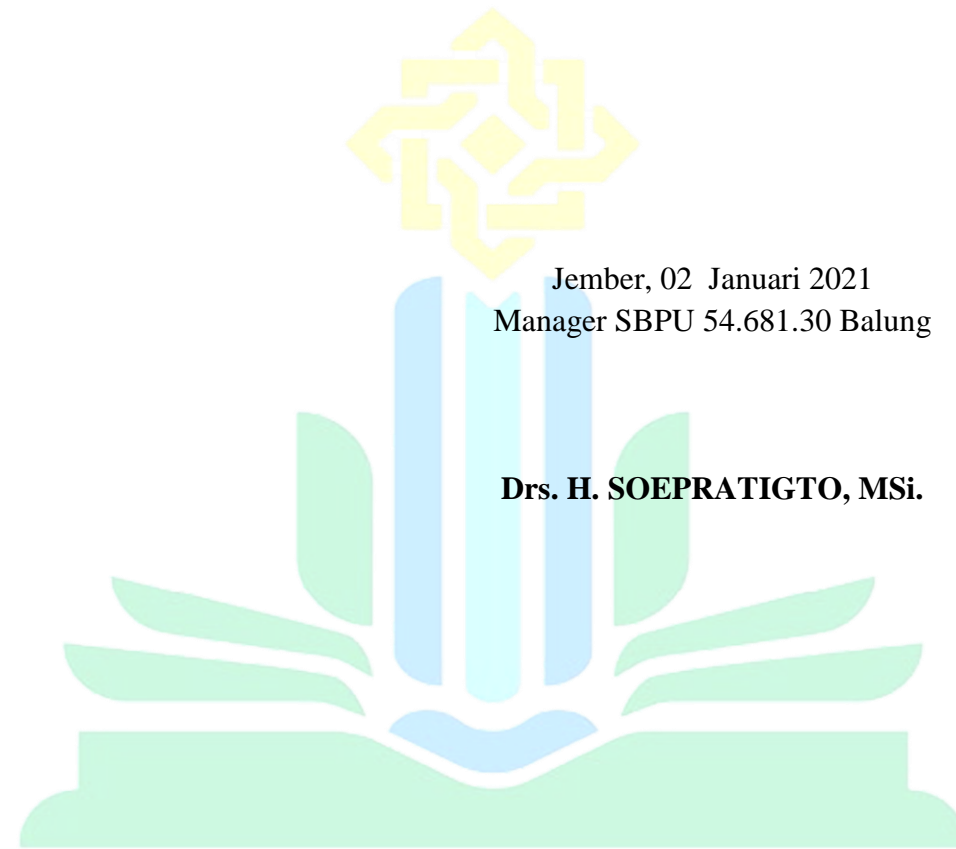 Jember, 02 Januari 2021
Manager SBPU 54.681.30 Balung
Drs. H. SOEPRATIGTO, MSi.